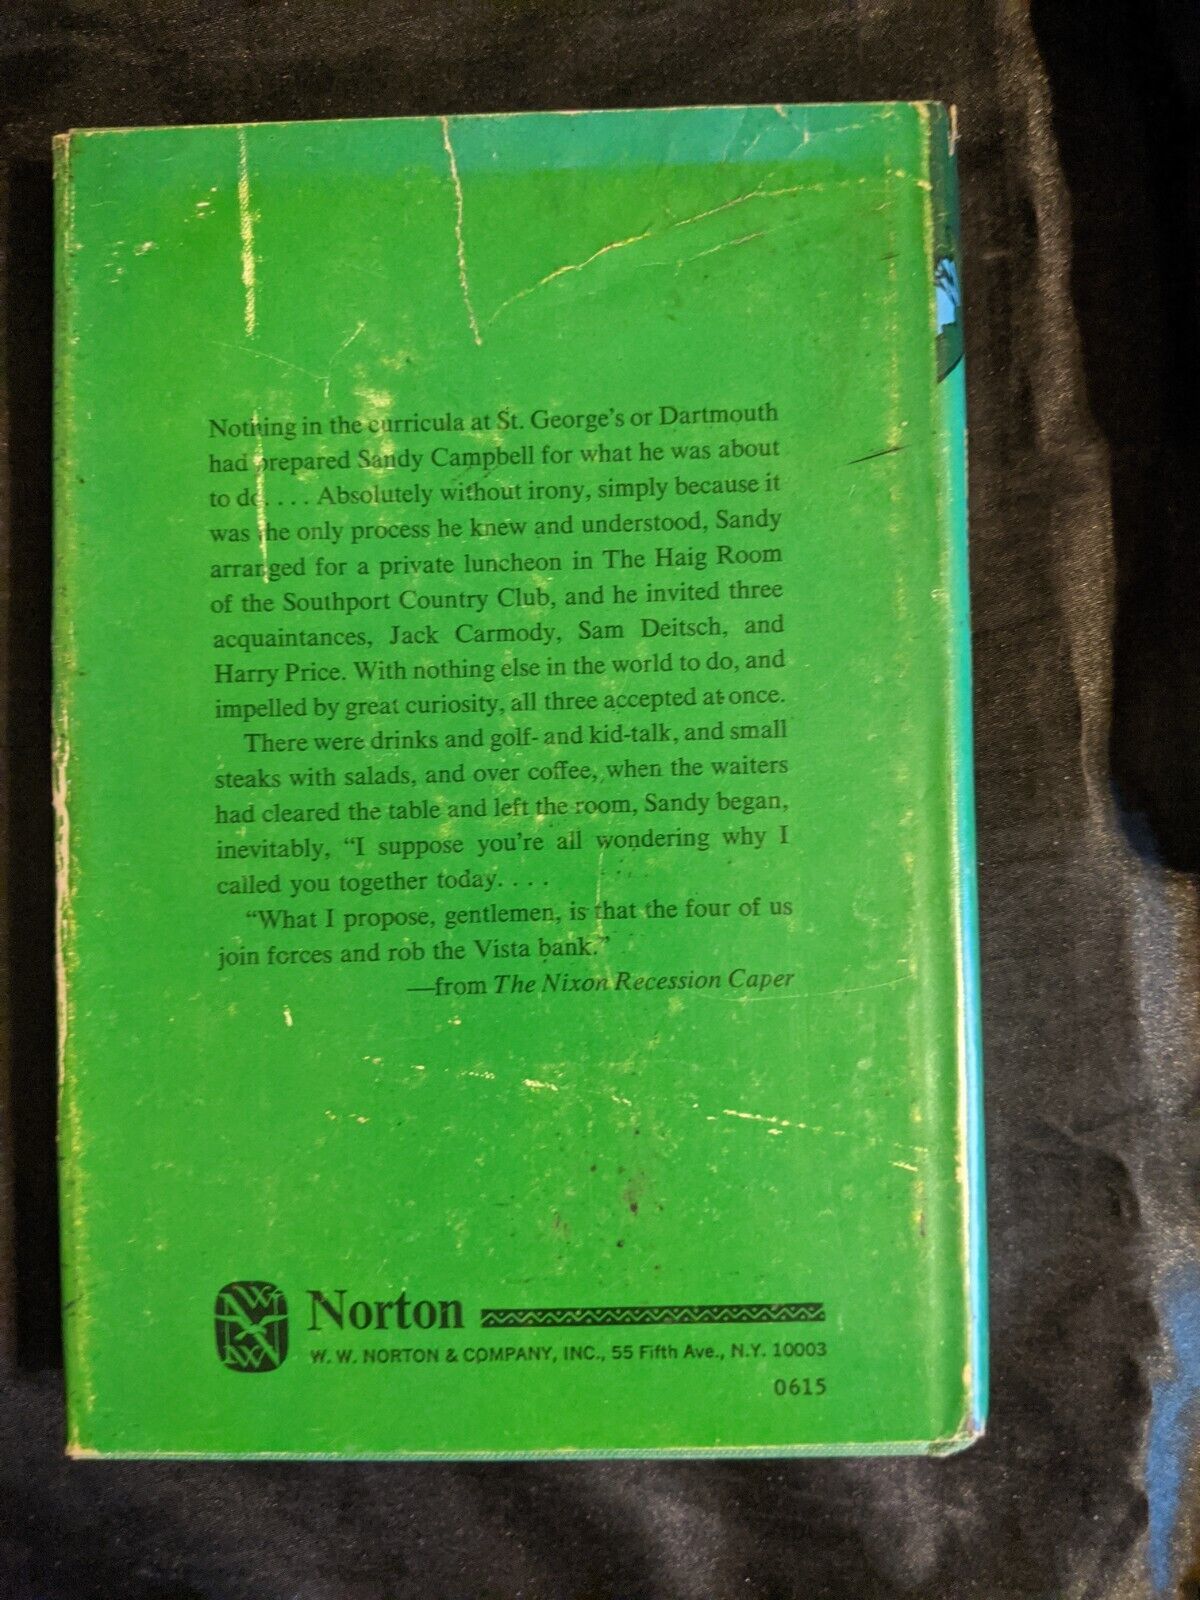 Nothing in the curricula at St. George's or Dartmouth
had prepared Sandy Campbell for what he was about
to do.... Absolutely without irony, simply because it
was the only process he knew and understood, Sandy
arranged for a private luncheon in The Haig Room
of the Southport Country Club, and he invited three
acquaintances, Jack Carmody, Sam Deitsch, and
Harry Price. With nothing else in the world to do, and
impelled by great curiosity, all three accepted at once.
There were drinks and golf- and kid-talk, and small
steaks with salads, and over coffee, when the waiters
had cleared the table and left the room, Sandy began,
inevitably, “I suppose you're all wondering why I
called you together today....
“What I propose, gentlemen, is that the four of us
join forces and rob the Vista bank.”
—from The Nixon Recession Caper
Norton
W. W. NORTON & COMPANY, INC., 55 Fifth Ave., N.Y. 10003
0615